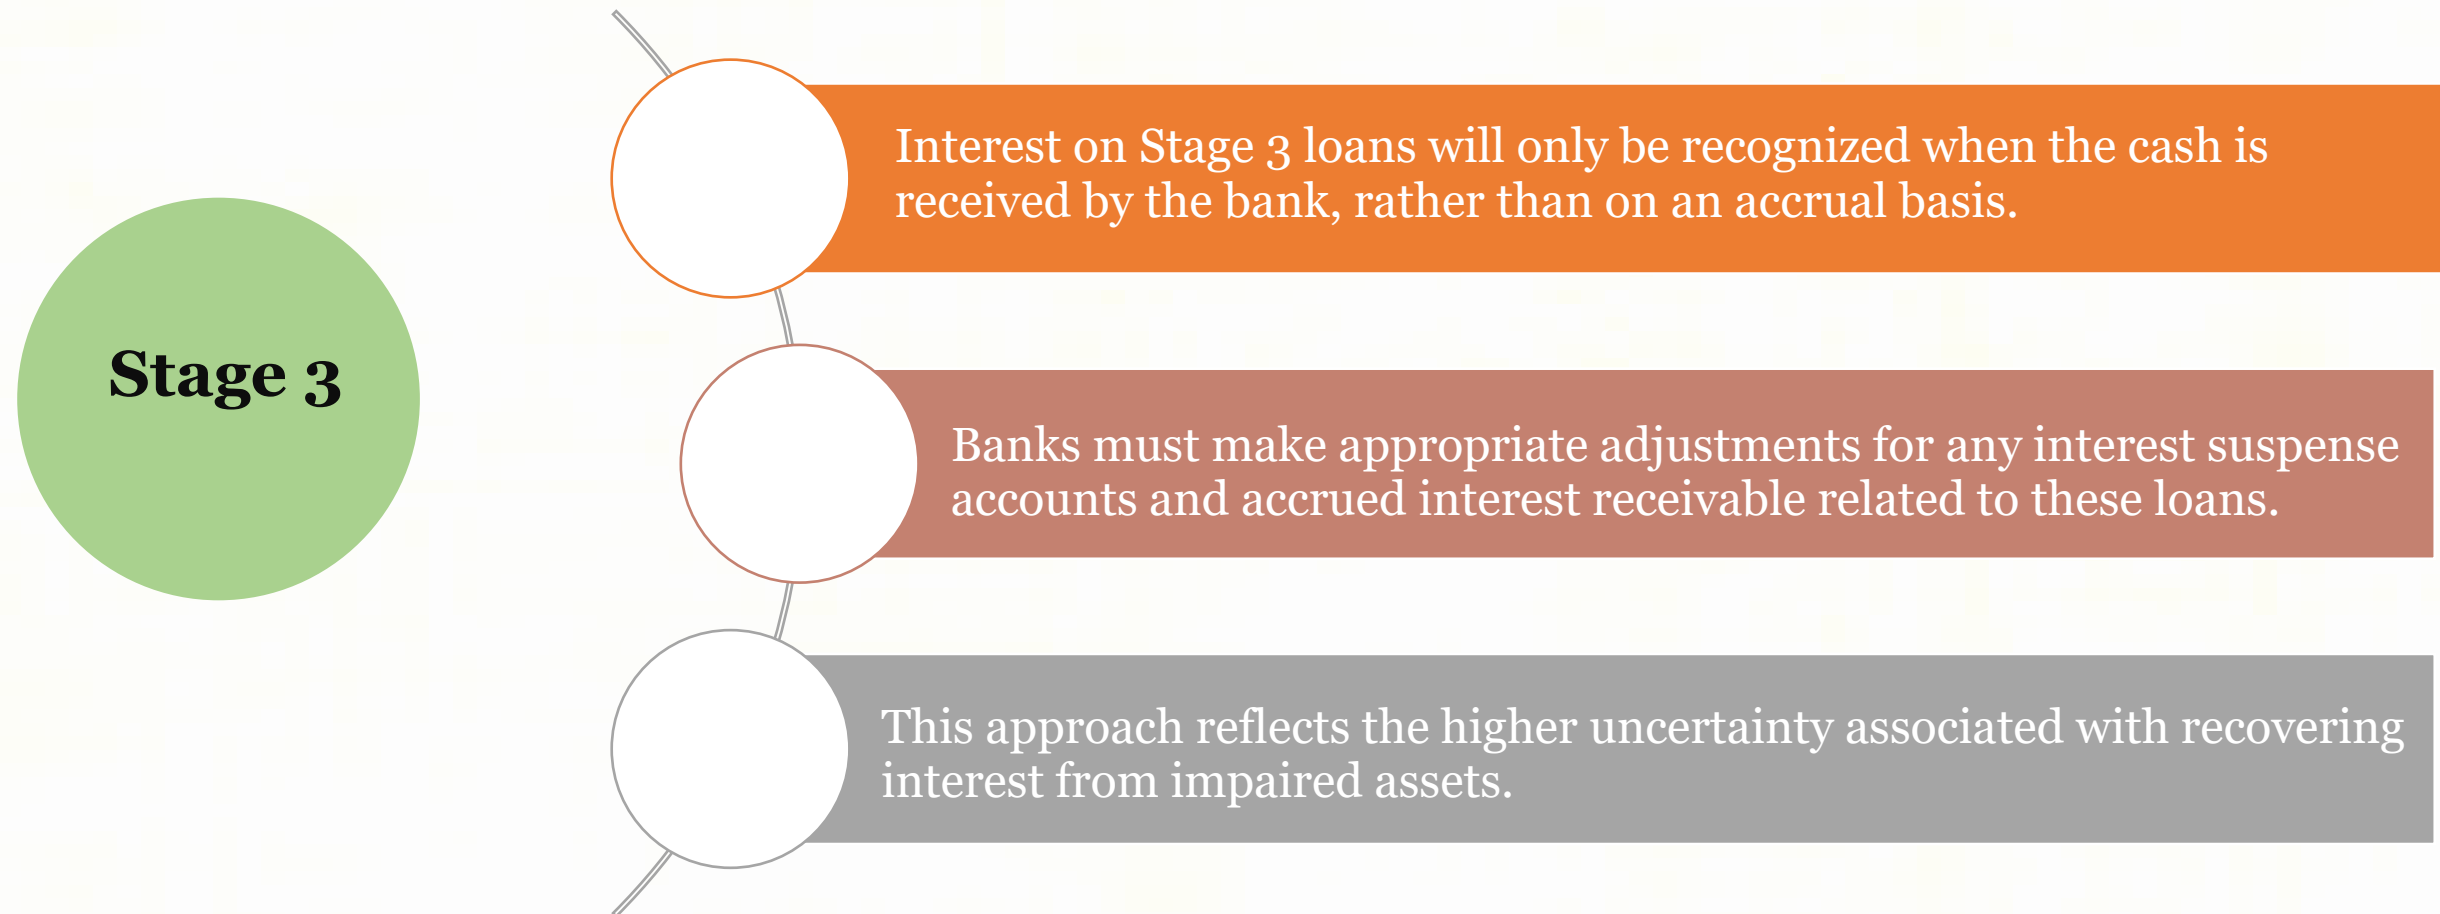 Stage 3
Interest on Stage 3 loans will only be recognized when the cash is
received by the bank, rather than on an accrual basis.
Banks must make appropriate adjustments for any interest suspense
accounts and accrued interest receivable related to these loans.
This approach reflects the higher uncertainty associated with recovering
interest from impaired assets.